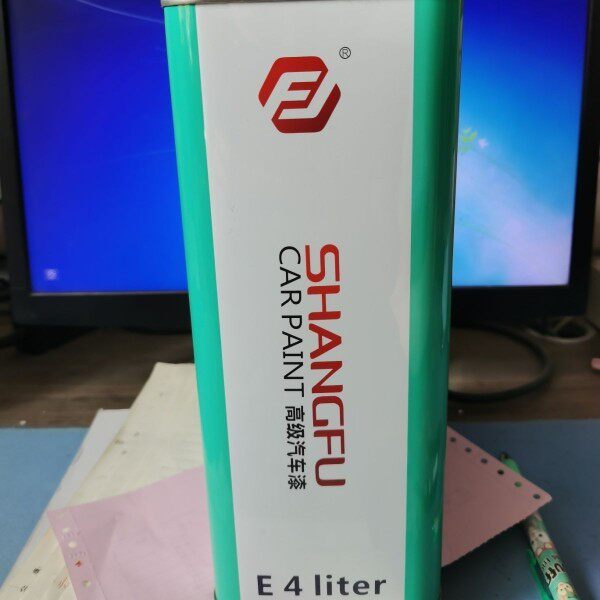 ®
SHANGFU
CAR PAINT 高级汽车漆
E 4 liter